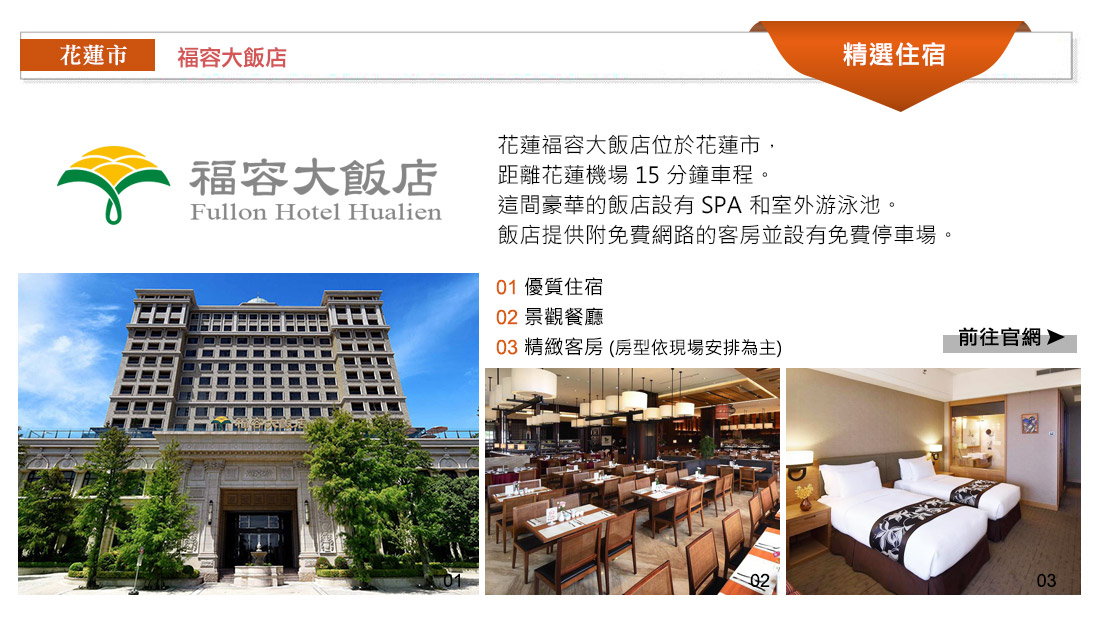 花蓮市
福容大飯店
精選住宿
福容大飯店
Fullon Hotel Hualien
花蓮福容大飯店位於花蓮市，
距離花蓮機場 15 分鐘車程。
這間豪華的飯店設有 SPA 和室外游泳池。
飯店提供附免費網路的客房並設有免費停車場。
01 優質住宿
02 景觀餐廳
03 精緻客房 (房型依現場安排為主)
前往官網➤
01
02
03